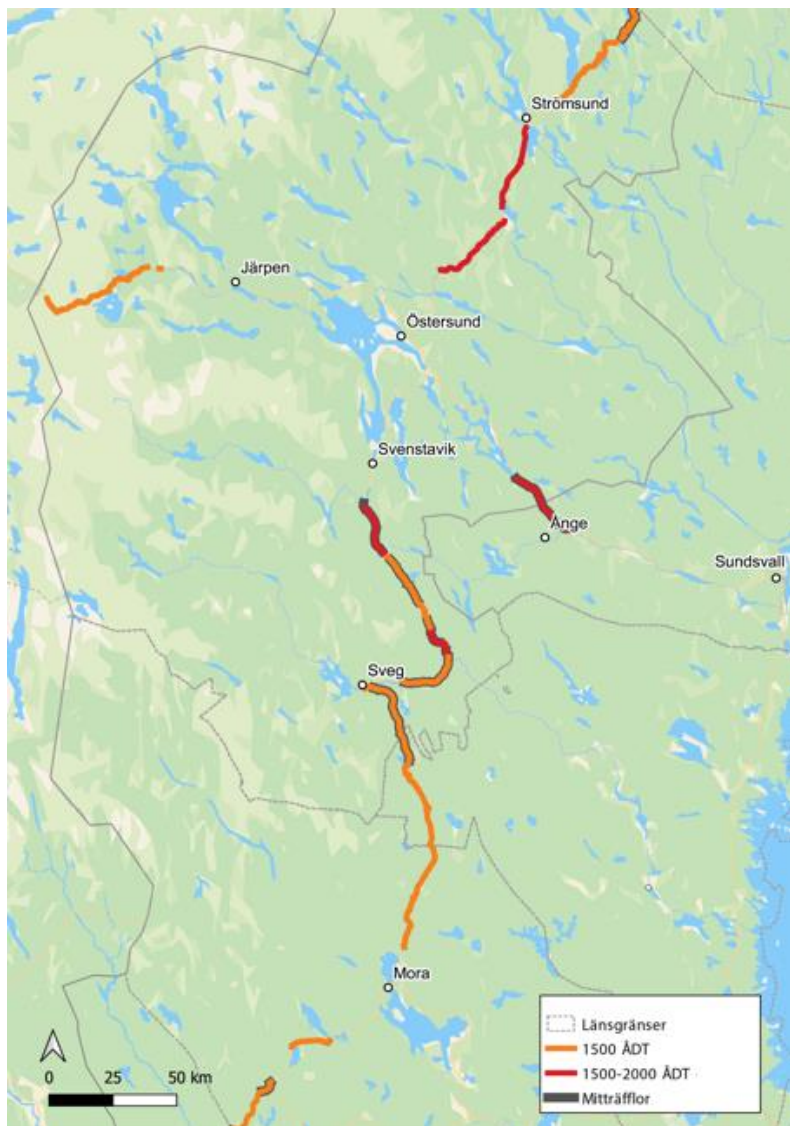 Strömsund
Järpen
Östersund
Svenstavik
Ånge
Sundsvall
Sveg
Mora
Länsgränser
1500 ÅDT
1500-2000 ÅDT
Mitträfflor
0 25 50 km